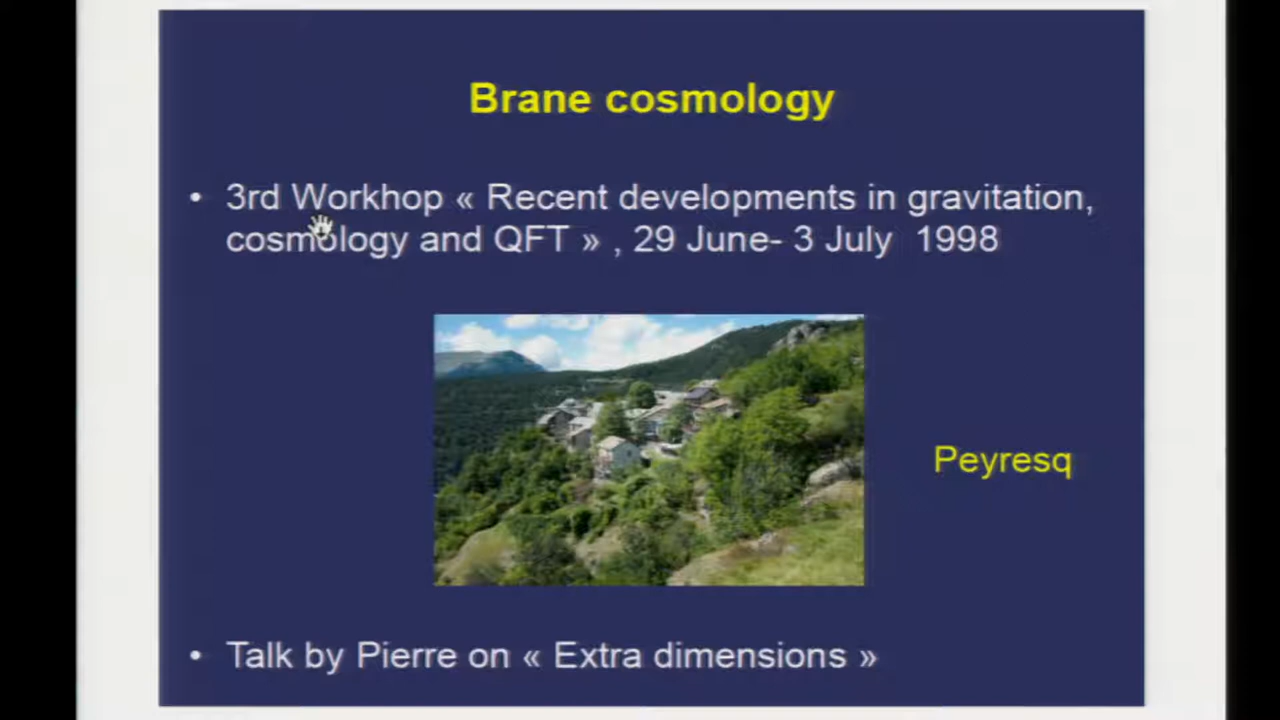 Brane cosmology
• 3rd Workhop « Recent developments in gravitation,
cosmology and QFT » , 29 June- 3 July 1998
Peyresq
• Talk by Pierre on « Extra dimensions »